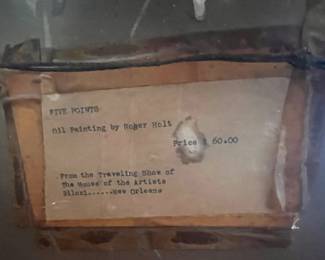 FIVE POINTS
Oil Painting by Roger Holt
Price $ 60.00
From the Traveling Show of
The House of the Artists
Biloxi......New Orleans